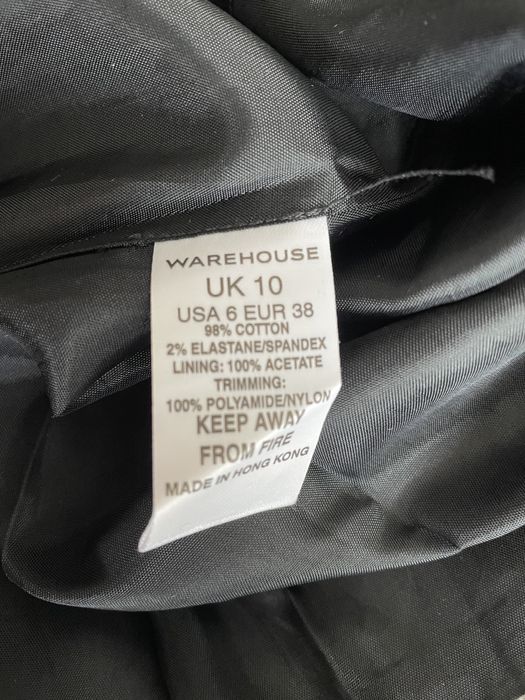 WAREHOUSE
UK 10
USA 6 EUR 38
98% COTTON
2% ELASTANE/SPANDEX
LINING: 100% ACETATE
TRIMMING:
100% POLYAMIDE/NYLON
KEEP AWAY
FROM FIRE
MADE IN HONG KONG